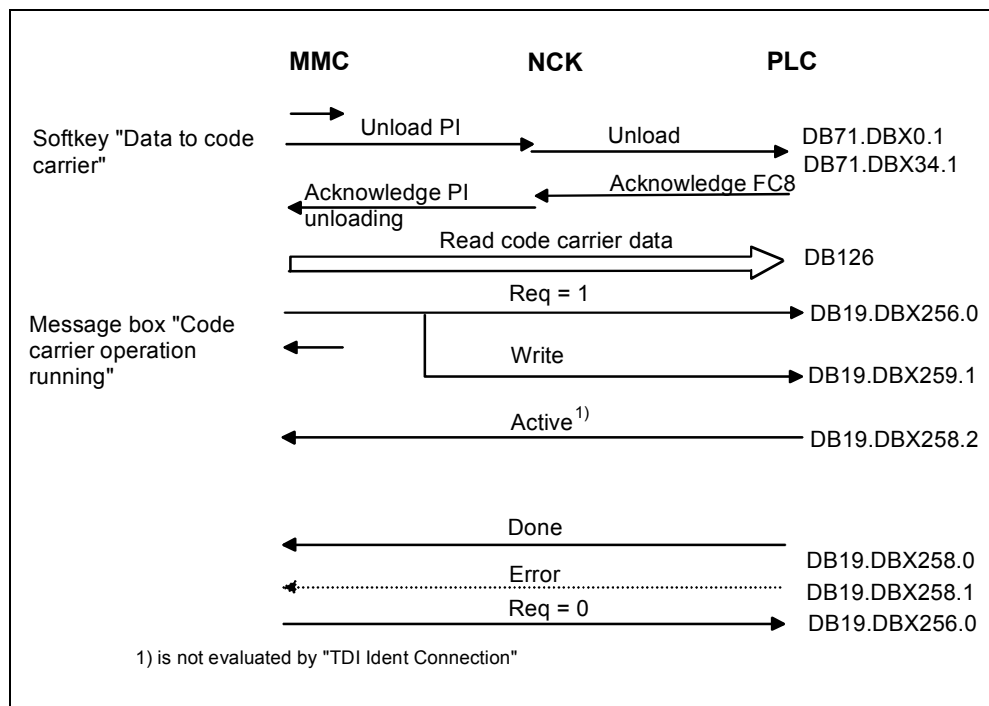 MMC NCK PLC
Softkey "Data to code
carrier"
Unload PI
Unload
DB71.DBX0.1
DB71.DBX34.1
Acknowledge PI
unloading
Acknowledge FC8
Read code carrier data
DB126
Req = 1
DB19.DBX256.0
Message box "Code
carrier operation
running"
Write
DB19.DBX259.1
Active 1)
DB19.DBX258.2
Done
DB19.DBX258.0
Error
DB19.DBX258.1
Req = 0
DB19.DBX256.0
1) is not evaluated by "TDI Ident Connection"